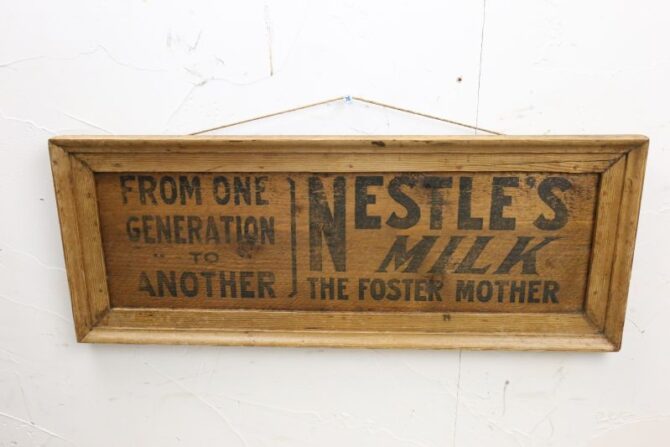 FROM ONE
GENERATION
"TO"
ANOTHER
NESTLE'S
MILK
THE FOSTER MOTHER